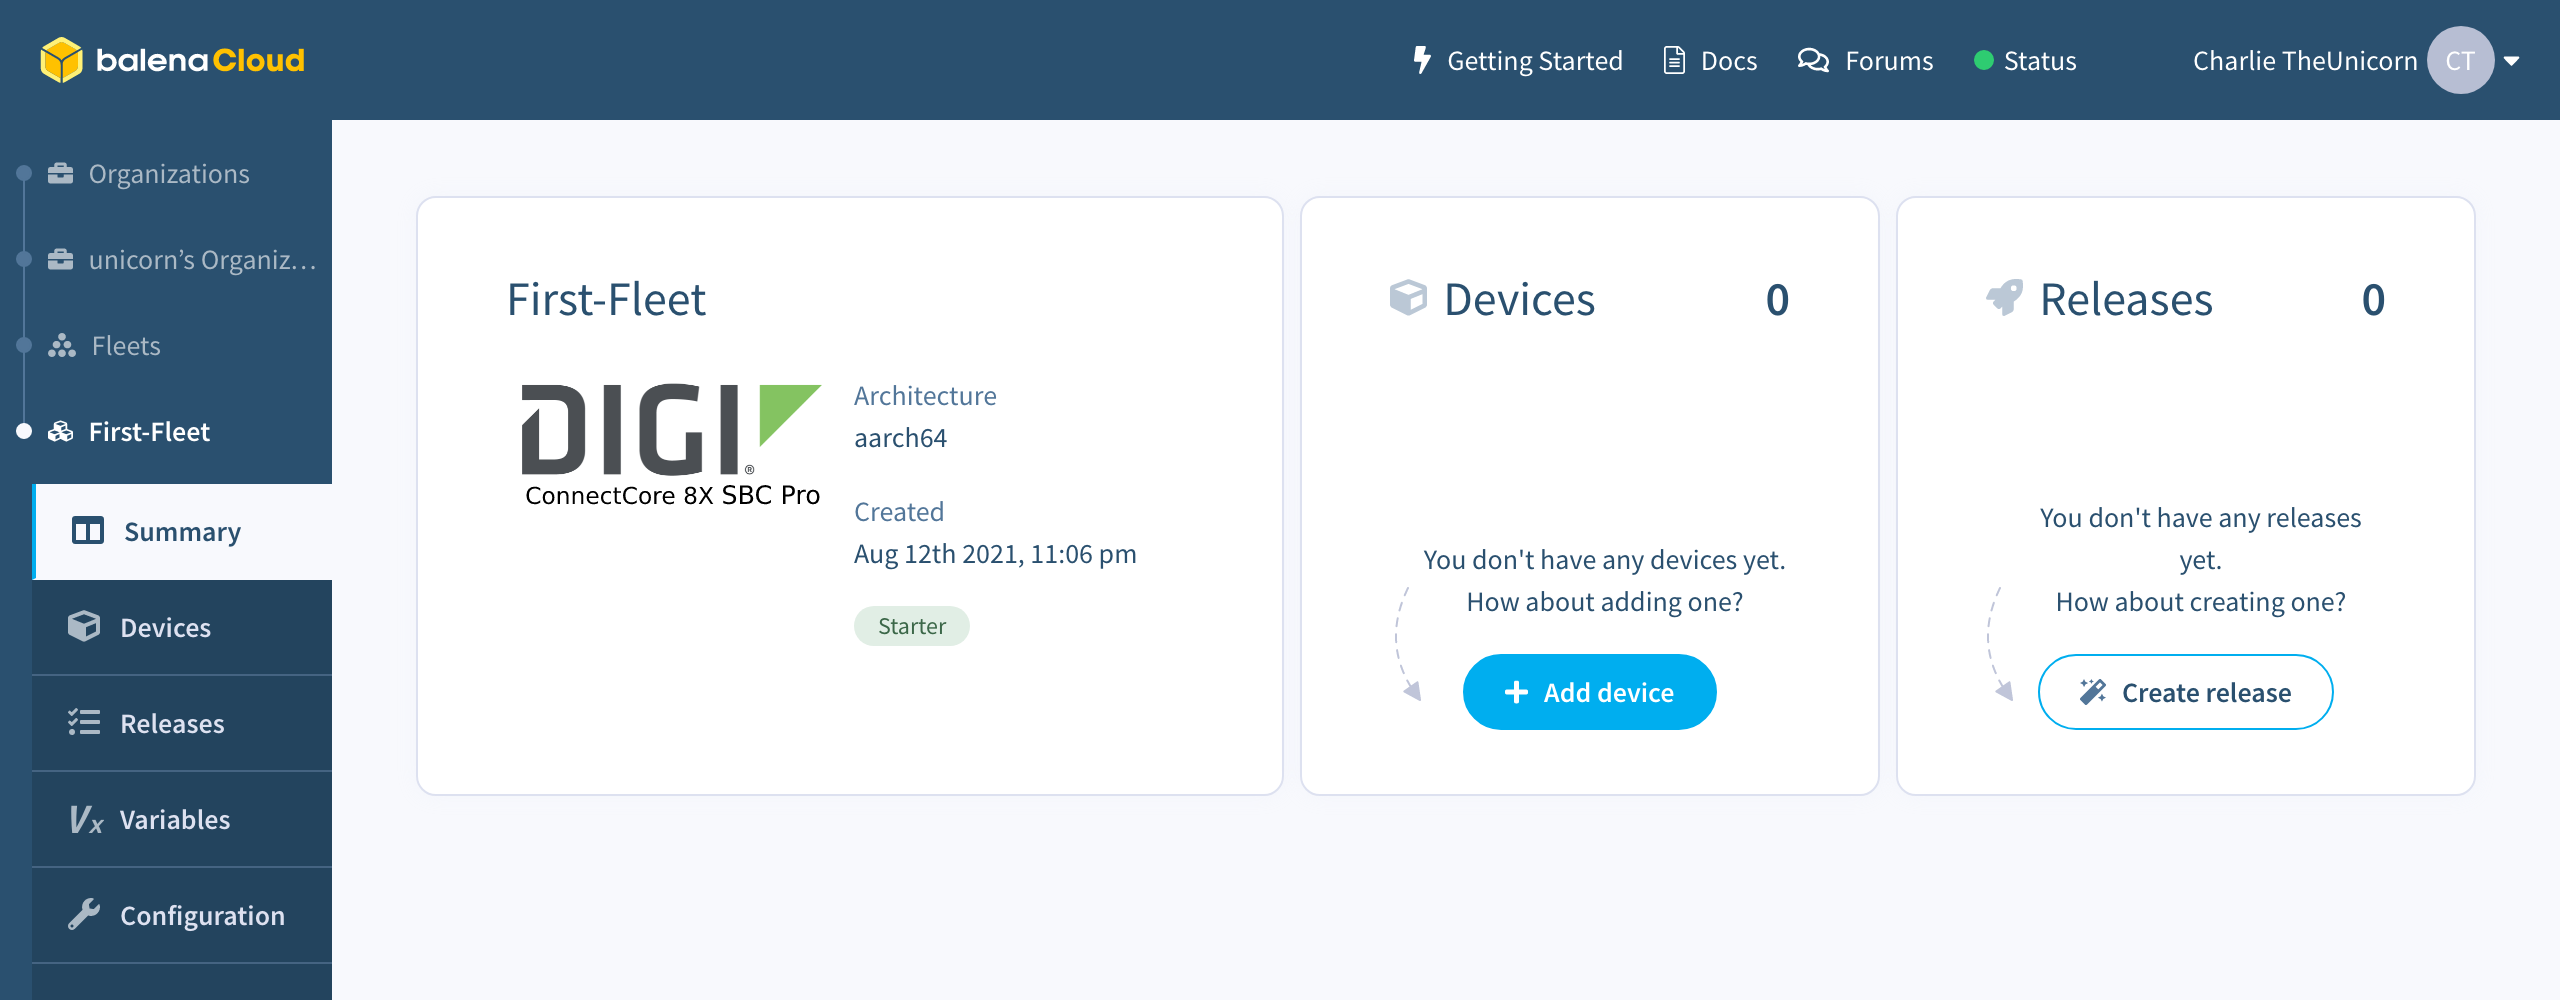 balenaCloud
Getting Started
Docs
Forums
Status
Charlie TheUnicorn
CT
Organizations
unicorn’s Organiz…
Fleets
First-Fleet
Summary
Devices
Releases
Vx Variables
Configuration
First-Fleet
DIGI®
ConnectCore 8X SBC Pro
Architecture
aarch64
Created
Aug 12th 2021, 11:06 pm
Starter
Devices 0
You don't have any devices yet.
How about adding one?
Add device
Releases 0
You don't have any releases
yet.
How about creating one?
Create release